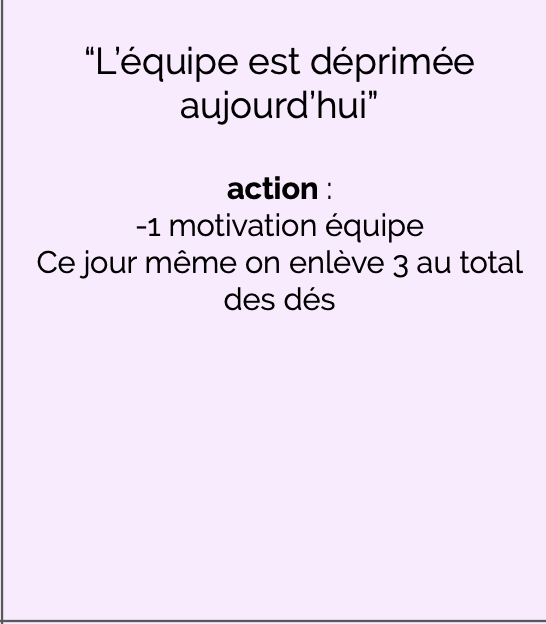 “L’équipe est déprimée
aujourd’hui”
action :
-1 motivation équipe
Ce jour même on enlève 3 au total
des dés